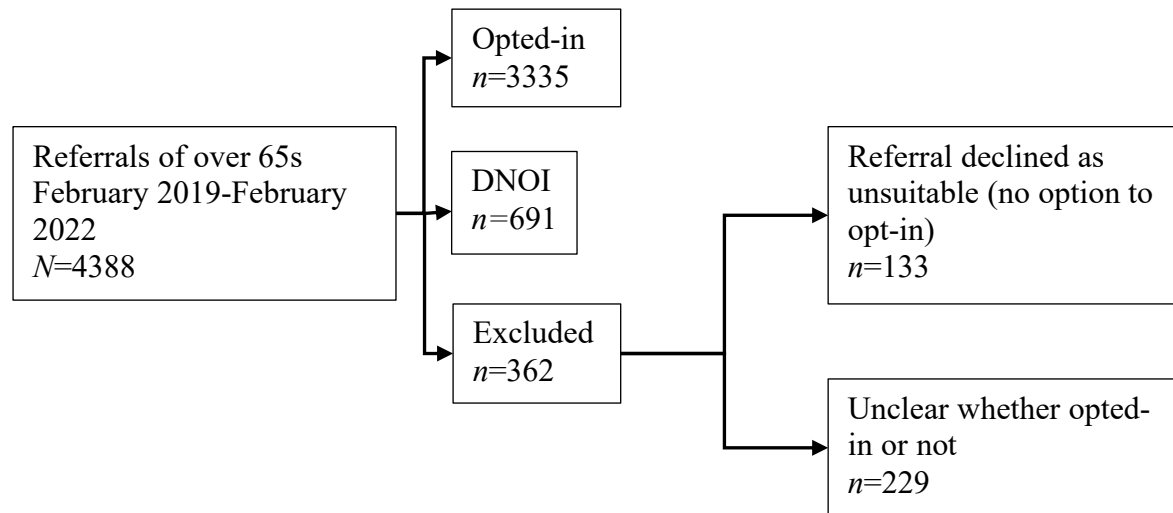 Opted-in
n=3335
Referrals of over 65s
February 2019-February
2022
N=4388
DNOI
n=691
Excluded
n=362
Referral declined as
unsuitable (no option to
opt-in)
n=133
Unclear whether opted-
in or not
n=229